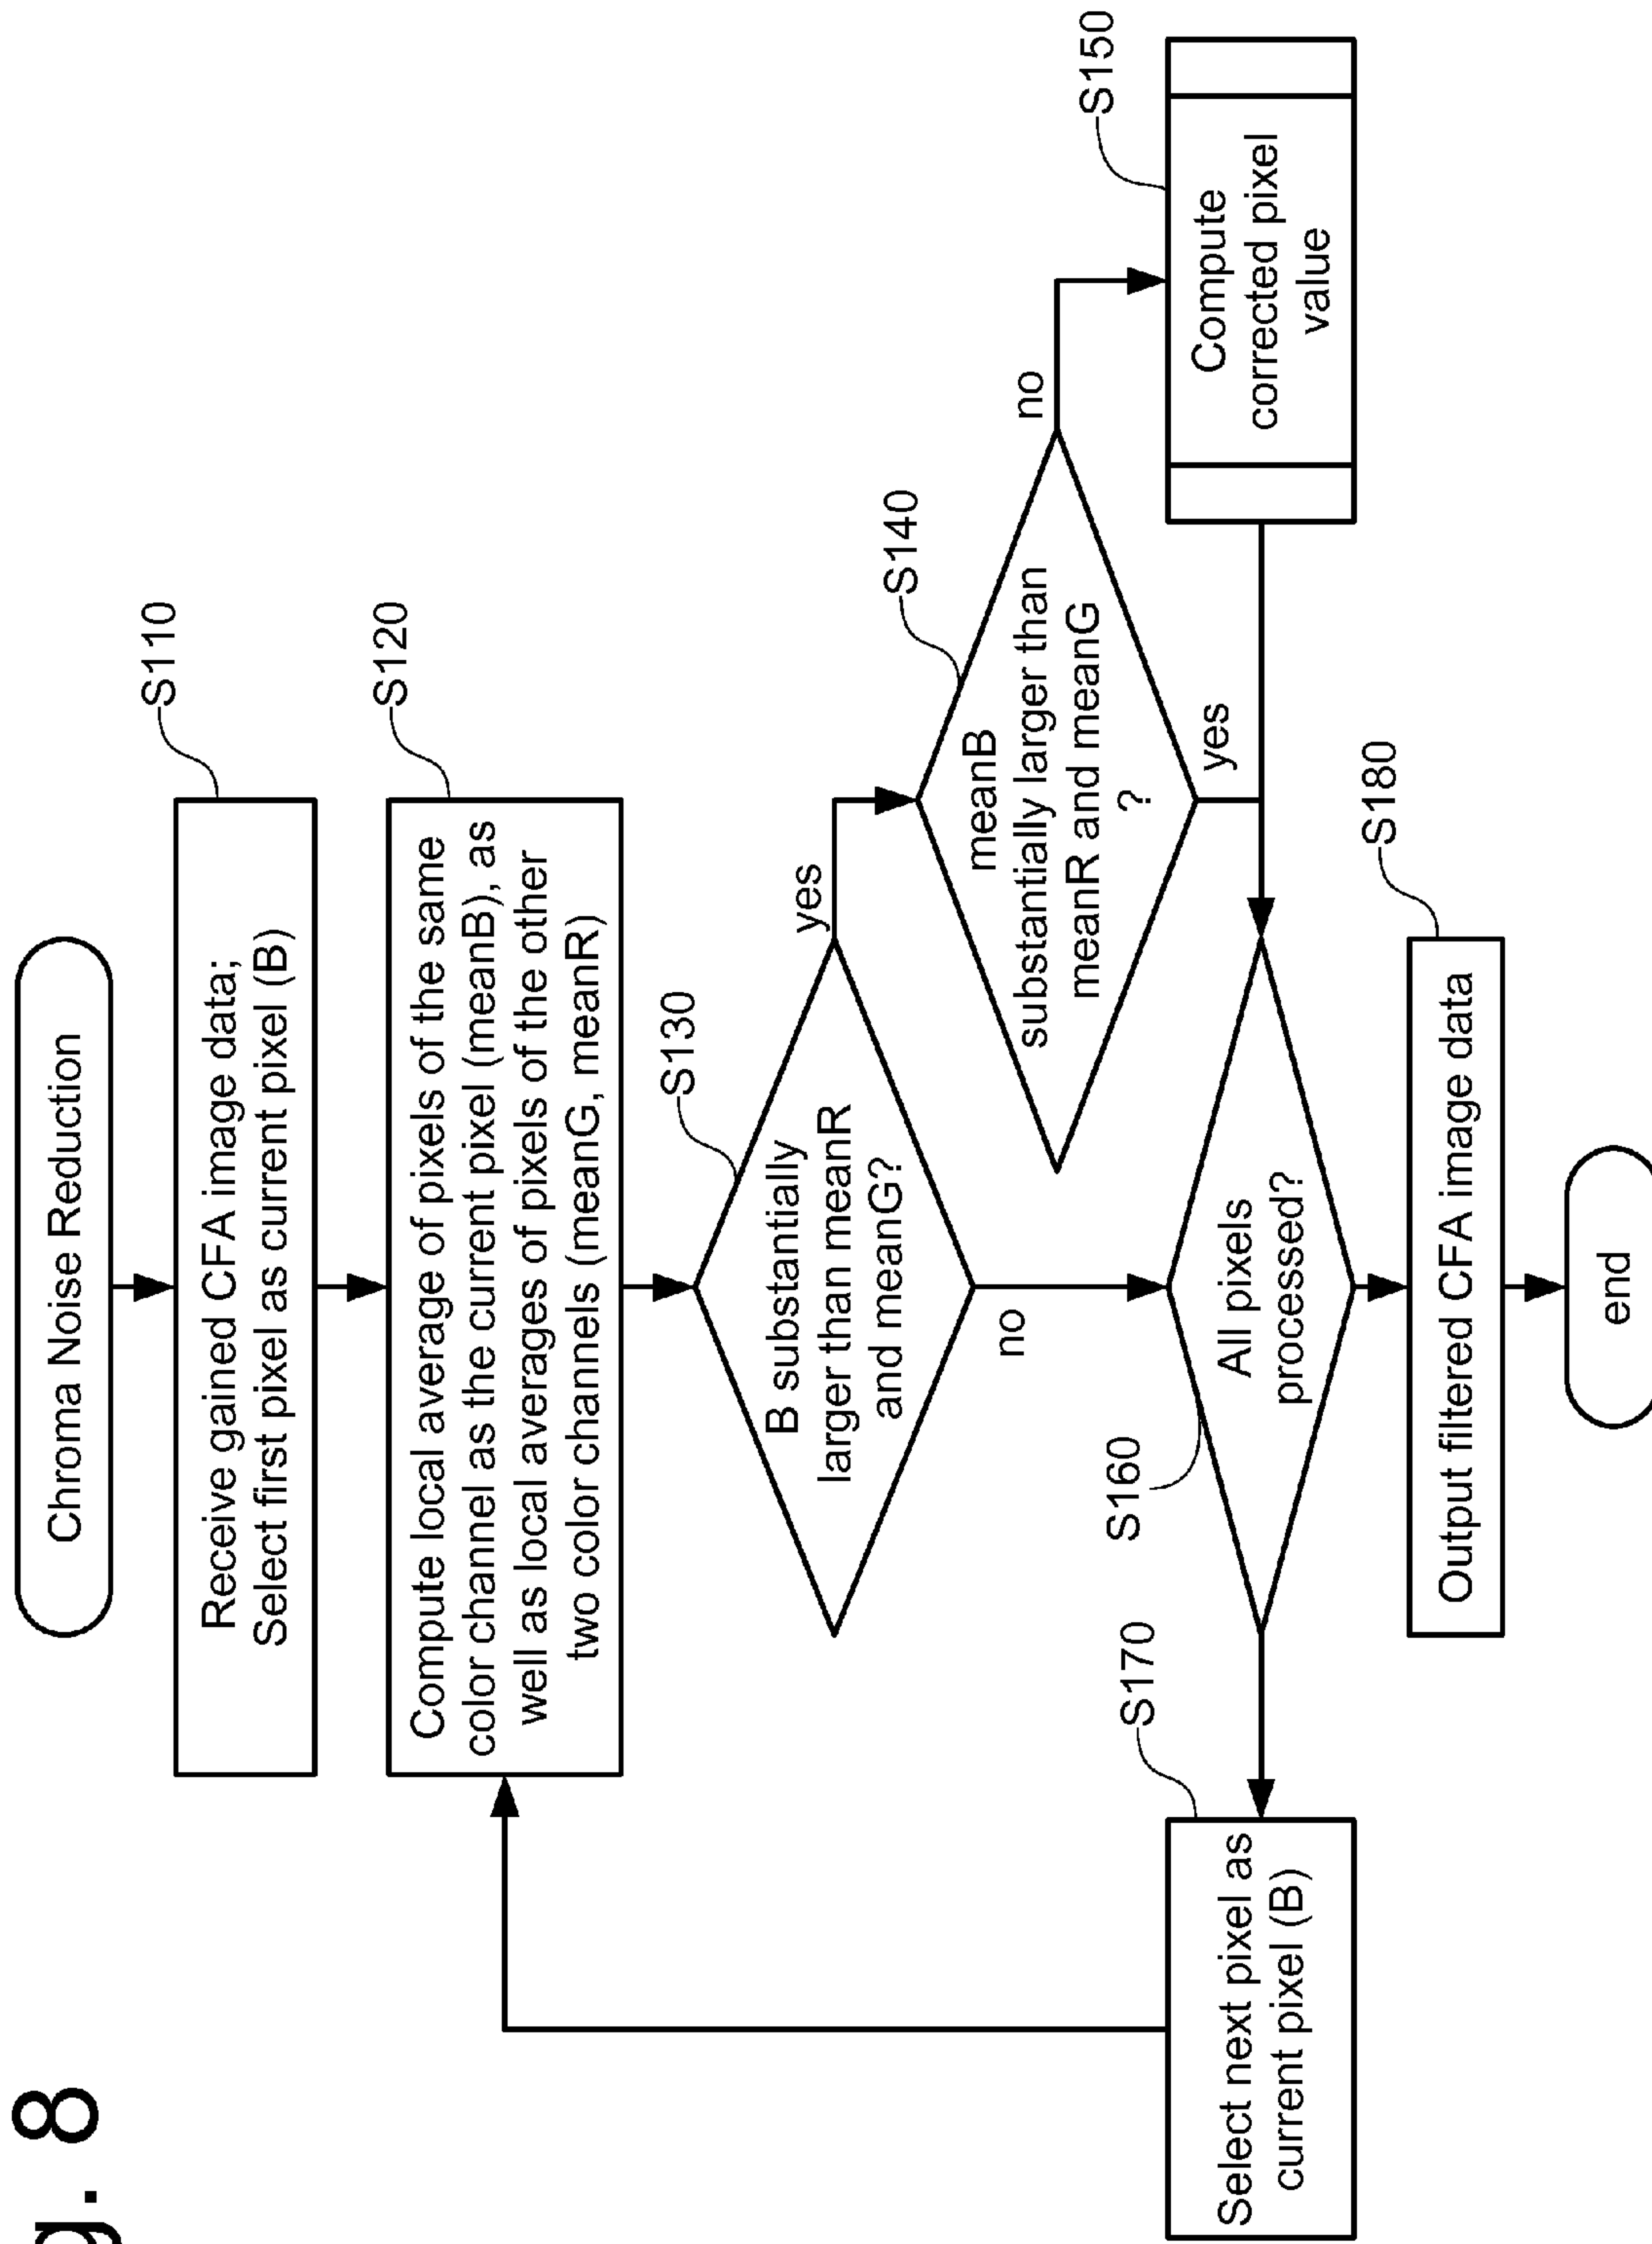 g. 8
Chroma Noise Reduction
S110
Receive gained CFA image data;
Select first pixel as current pixel (B)
S120
Compute local average of pixels of the same
color channel as the current pixel (meanB), as
well as local averages of pixels of the other
two color channels (meanG, meanR)
S130
B substantially
larger than meanR
and meanG?
yes
no
S140
meanB
substantially larger than
meanR and meanG
?
no
yes
S150
Compute
corrected pixel
value
S160
All pixels
processed?
S170
Select next pixel as
current pixel (B)
S180
Output filtered CFA image data
end